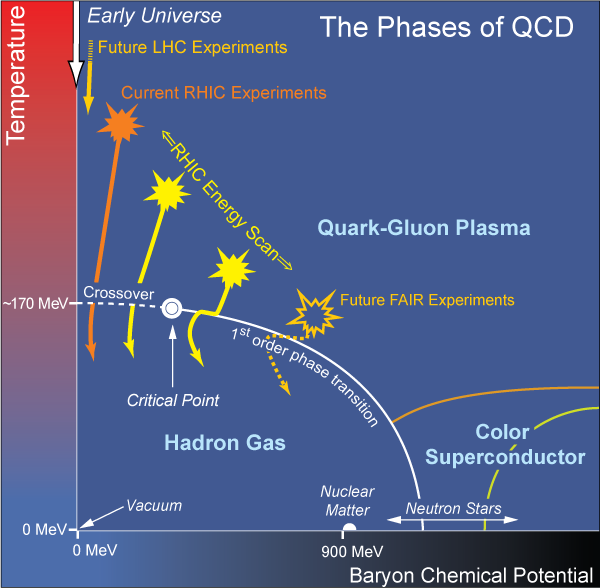 Temperature
Early Universe
The Phases of QCD
Future LHC Experiments
Current RHIC Experiments
⇐RHIC Energy Scan⇒
Quark-Gluon Plasma
~170 MeV
Crossover
Future FAIR Experiments
1st order phase transition
Critical Point
Hadron Gas
Color
Superconductor
Vacuum
Nuclear
Matter
Neutron Stars
0 MeV
0 MeV
900 MeV
Baryon Chemical Potential